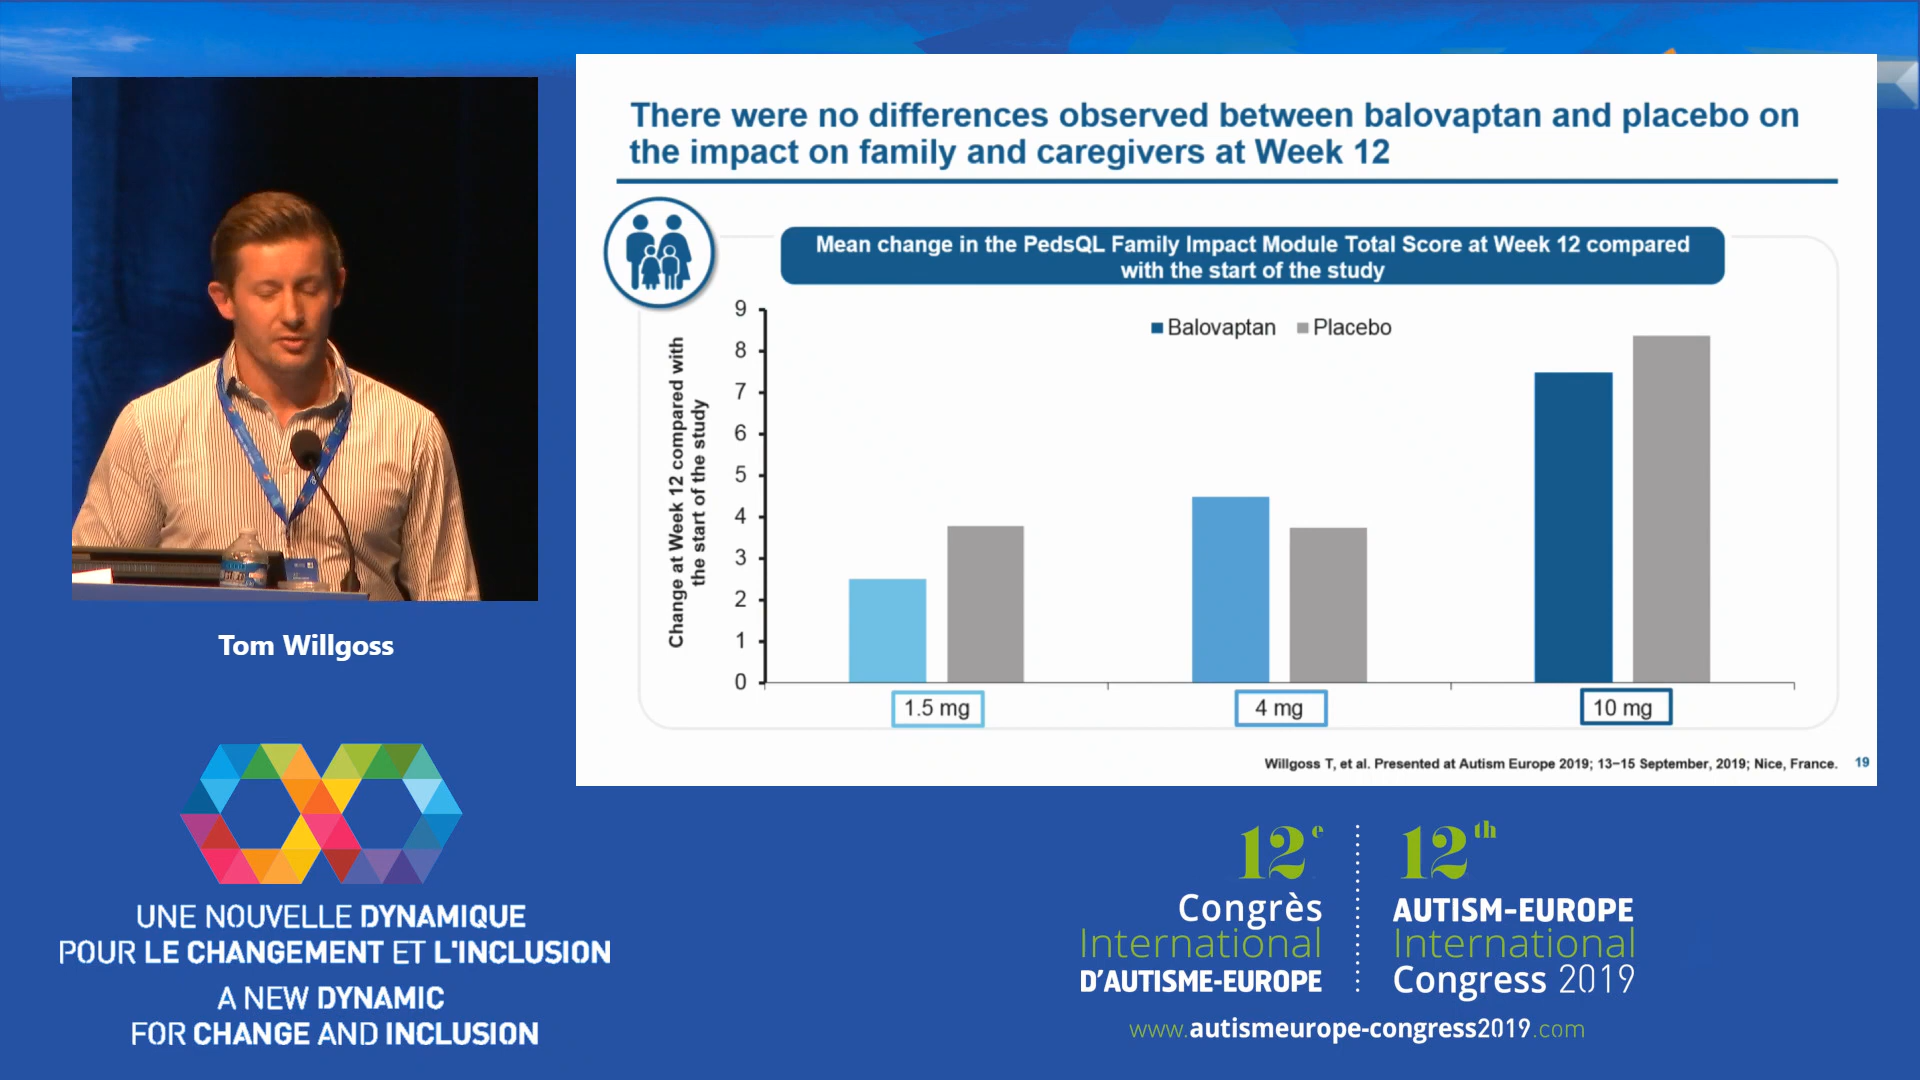 There were no differences observed between balovaptan and placebo on
the impact on family and caregivers at Week 12
Mean change in the PedsQL Family Impact Module Total Score at Week 12 compared
with the start of the study
Change at Week 12 compared with
the start of the study
9
8
7
6
5
4
3
2
1
0
Balovaptan
Placebo
1.5 mg
4 mg
10 mg
Willgoss T, et al. Presented at Autism Europe 2019; 13–15 September, 2019; Nice, France.
19
Tom Willgoss
UNE NOUVELLE DYNAMIQUE
POUR LE CHANGEMENT ET L'INCLUSION
A NEW DYNAMIC
FOR CHANGE AND INCLUSION
12e
Congrès
International
D'AUTISME-EUROPE
12th
AUTISM-EUROPE
International
Congress 2019
www.autismeurope-congress2019.com